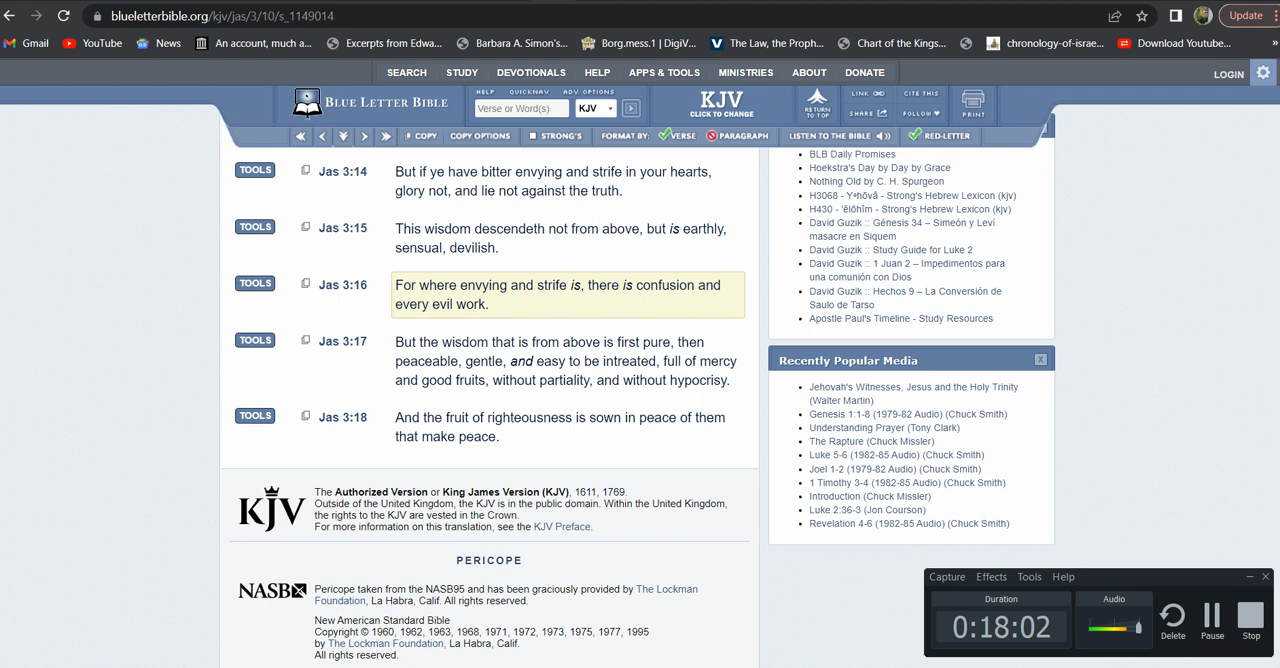 blueletterbible.org/kjv/jas/3/10/s_1149014
Update
Gmail YouTube News An account, much a... Excerpts from Edwa... Barbara A. Simon's... Borg.mess.1 | DigiV... The Law, the Proph... Chart of the Kings... chronology-of-israe... Download Youtube... »
SEARCH STUDY DEVOTIONALS HELP APPS & TOOLS MINISTRIES ABOUT DONATE LOGIN
BLUE LETTER BIBLE
HELP QUICKNAV ADV OPTIONS
Verse or Word(s) KJV
KJV
CLICK TO CHANGE
RETURN
TO TOP
LINK CITE THIS
SHARE FOLLOW
PRINT
COPY COPY OPTIONS STRONG'S FORMAT BY: VERSE PARAGRAPH LISTEN TO THE BIBLE RED-LETTER
TOOLS Jas 3:14 But if ye have bitter envying and strife in your hearts,
glory not, and lie not against the truth.
TOOLS Jas 3:15 This wisdom descendeth not from above, but is earthly,
sensual, devilish.
TOOLS Jas 3:16 For where envying and strife is, there is confusion and
every evil work.
TOOLS Jas 3:17 But the wisdom that is from above is first pure, then
peaceable, gentle, and easy to be intreated, full of mercy
and good fruits, without partiality, and without hypocrisy.
TOOLS Jas 3:18 And the fruit of righteousness is sown in peace of them
that make peace.
KJV
The Authorized Version or King James Version (KJV), 1611, 1769.
Outside of the United Kingdom, the KJV is in the public domain. Within the United Kingdom,
the rights to the KJV are vested in the Crown.
For more information on this translation, see the KJV Preface.
PERICOPE
NASB
Pericope taken from the NASB95 and has been graciously provided by The Lockman
Foundation, La Habra, Calif. All rights reserved.
New American Standard Bible
Copyright © 1960, 1962, 1963, 1968, 1971, 1972, 1973, 1975, 1977, 1995
by The Lockman Foundation, La Habra, Calif.
All rights reserved.
BLB Daily Promises
Hoekstra's Day by Day by Grace
Nothing Old by C. H. Spurgeon
H3068 - Yᵊhōvâ - Strong's Hebrew Lexicon (kjv)
H430 - 'ĕlōhîm - Strong's Hebrew Lexicon (kjv)
David Guzik :: Génesis 34 – Simeón y Leví
masacre en Siquem
David Guzik :: Study Guide for Luke 2
David Guzik :: 1 Juan 2 – Impedimentos para
una comunión con Dios
David Guzik :: Hechos 9 – La Conversión de
Saulo de Tarso
Apostle Paul's Timeline - Study Resources
Recently Popular Media
Jehovah's Witnesses, Jesus and the Holy Trinity
(Walter Martin)
Genesis 1:1-8 (1979-82 Audio) (Chuck Smith)
Understanding Prayer (Tony Clark)
The Rapture (Chuck Missler)
Luke 5-6 (1982-85 Audio) (Chuck Smith)
Joel 1-2 (1979-82 Audio) (Chuck Smith)
1 Timothy 3-4 (1982-85 Audio) (Chuck Smith)
Introduction (Chuck Missler)
Luke 2:36-3 (Jon Courson)
Revelation 4-6 (1982-85 Audio) (Chuck Smith)
Capture Effects Tools Help
Duration Audio
0:18:02
Delete Pause Stop